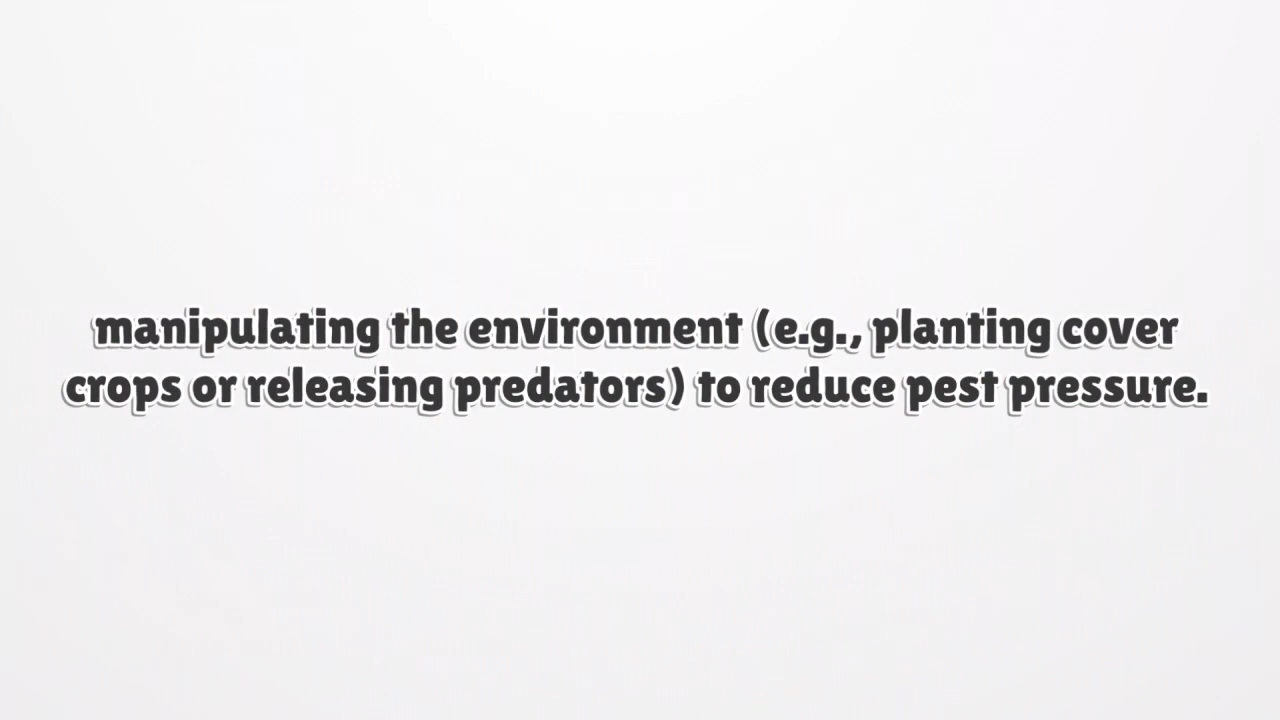 manipulating the environment (e.g., planting cover
crops or releasing predators) to reduce pest pressure.